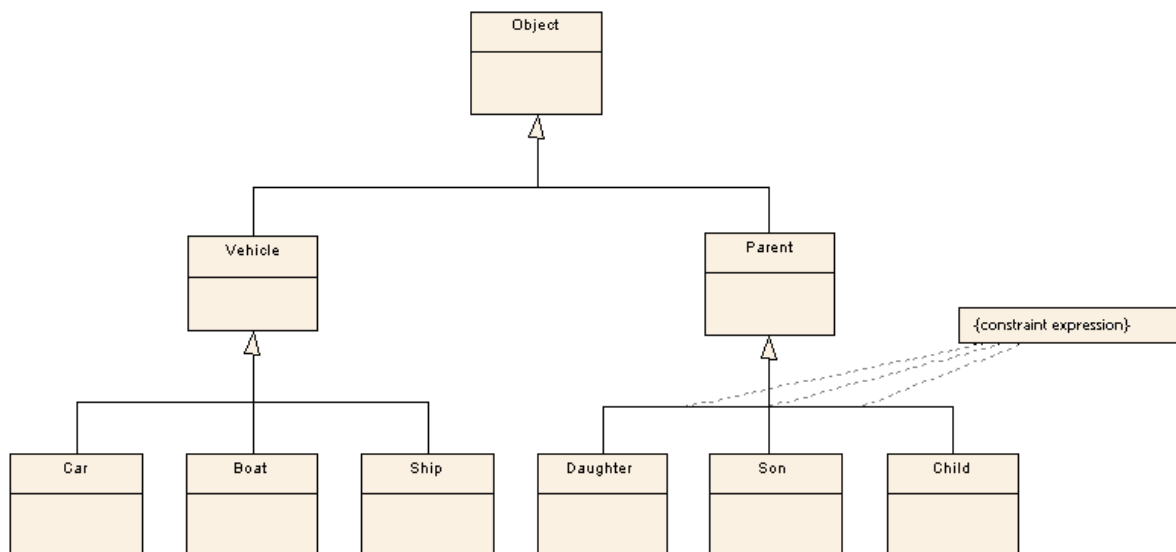 Object
Vehicle
Parent
{constraint expression}
Car
Boat
Ship
Daughter
Son
Child